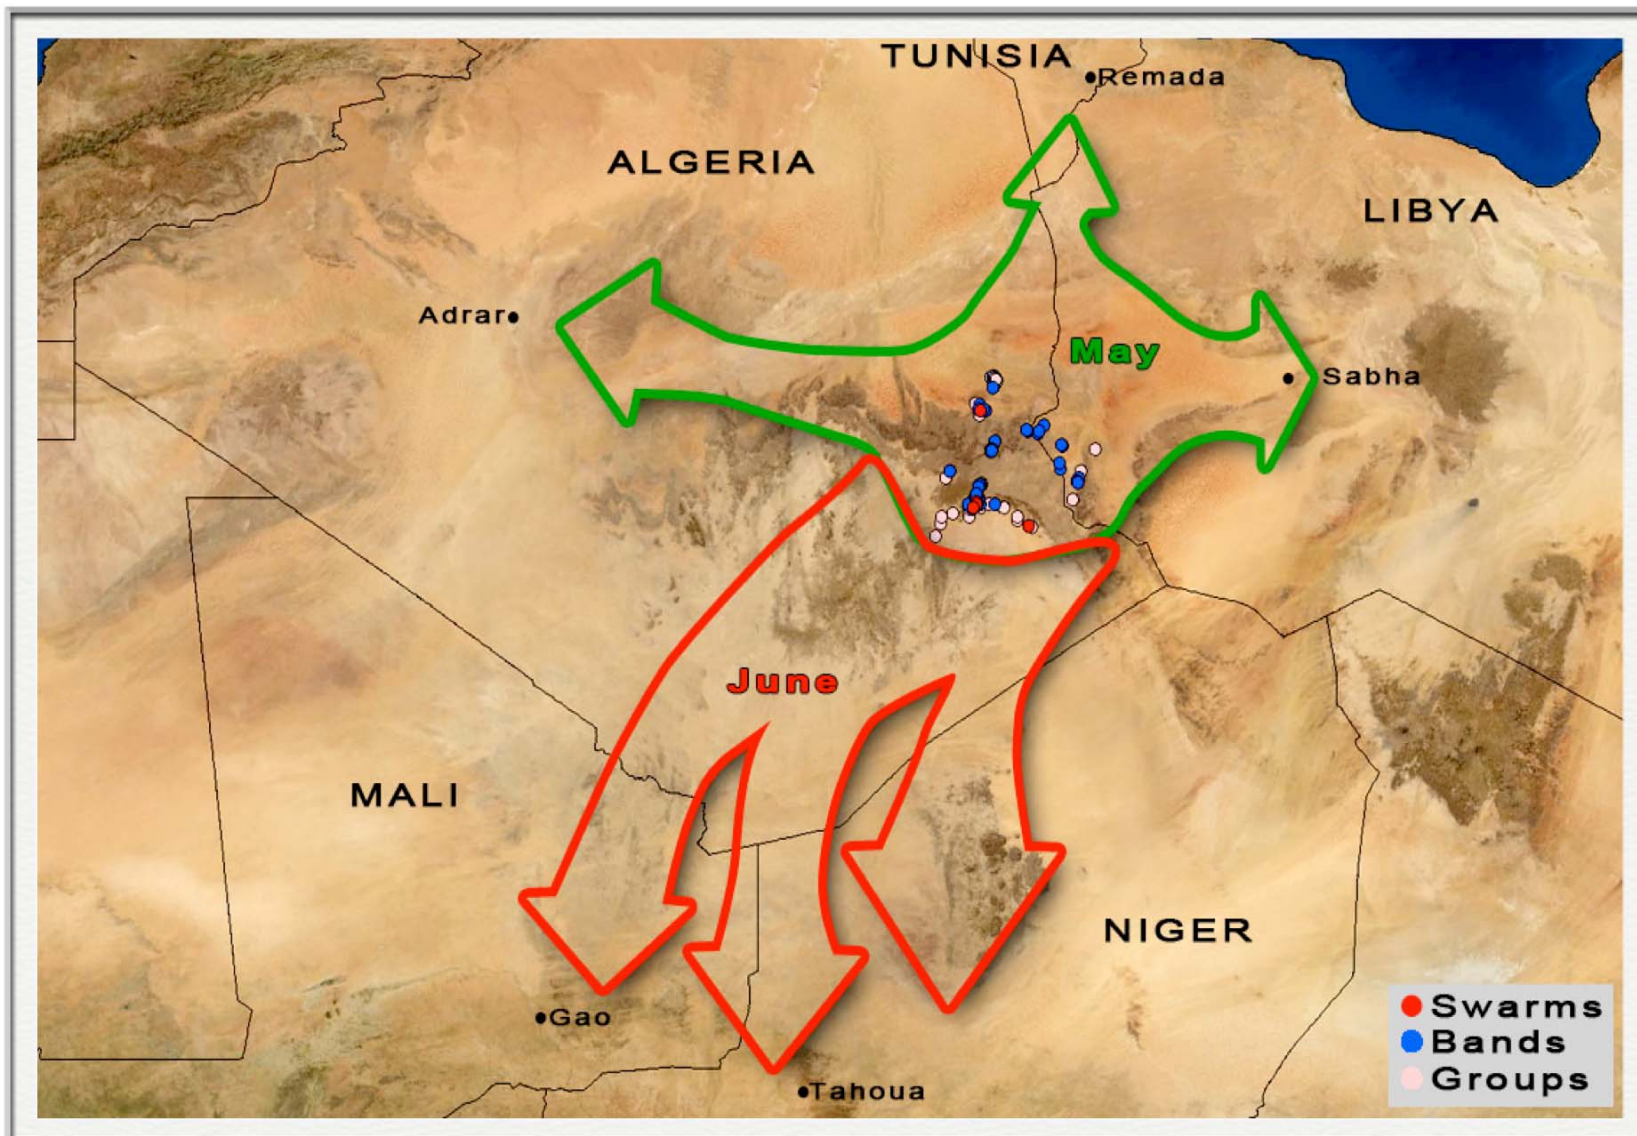 TUNISIA
Remada
ALGERIA
LIBYA
Adrar
May
Sabha
June
MALI
NIGER
Swarms
Gao
Bands
Groups
Tahoua